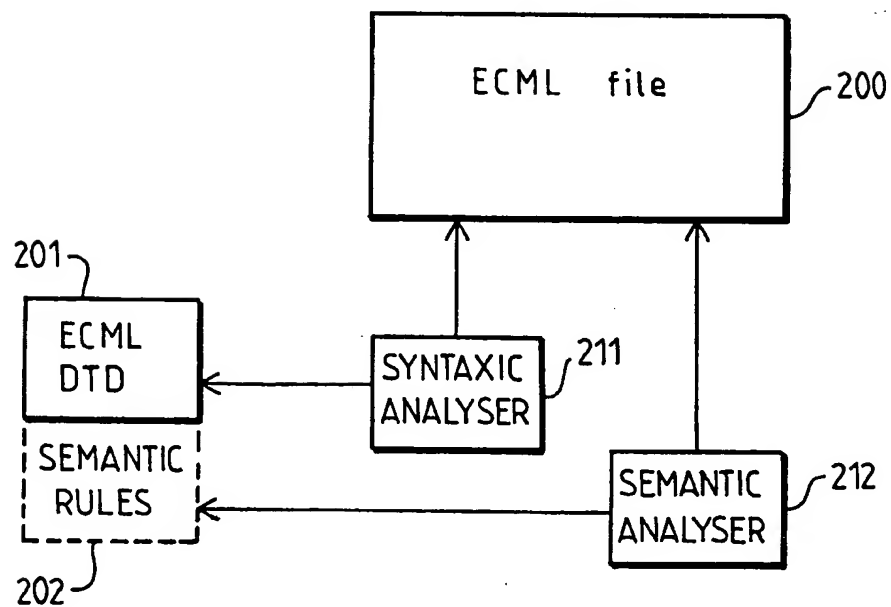 ECML file
200
201
ECML
DTD
SYNTAXIC
ANALYSER
211
SEMANTIC
RULES
SEMANTIC
ANALYSER
212
202